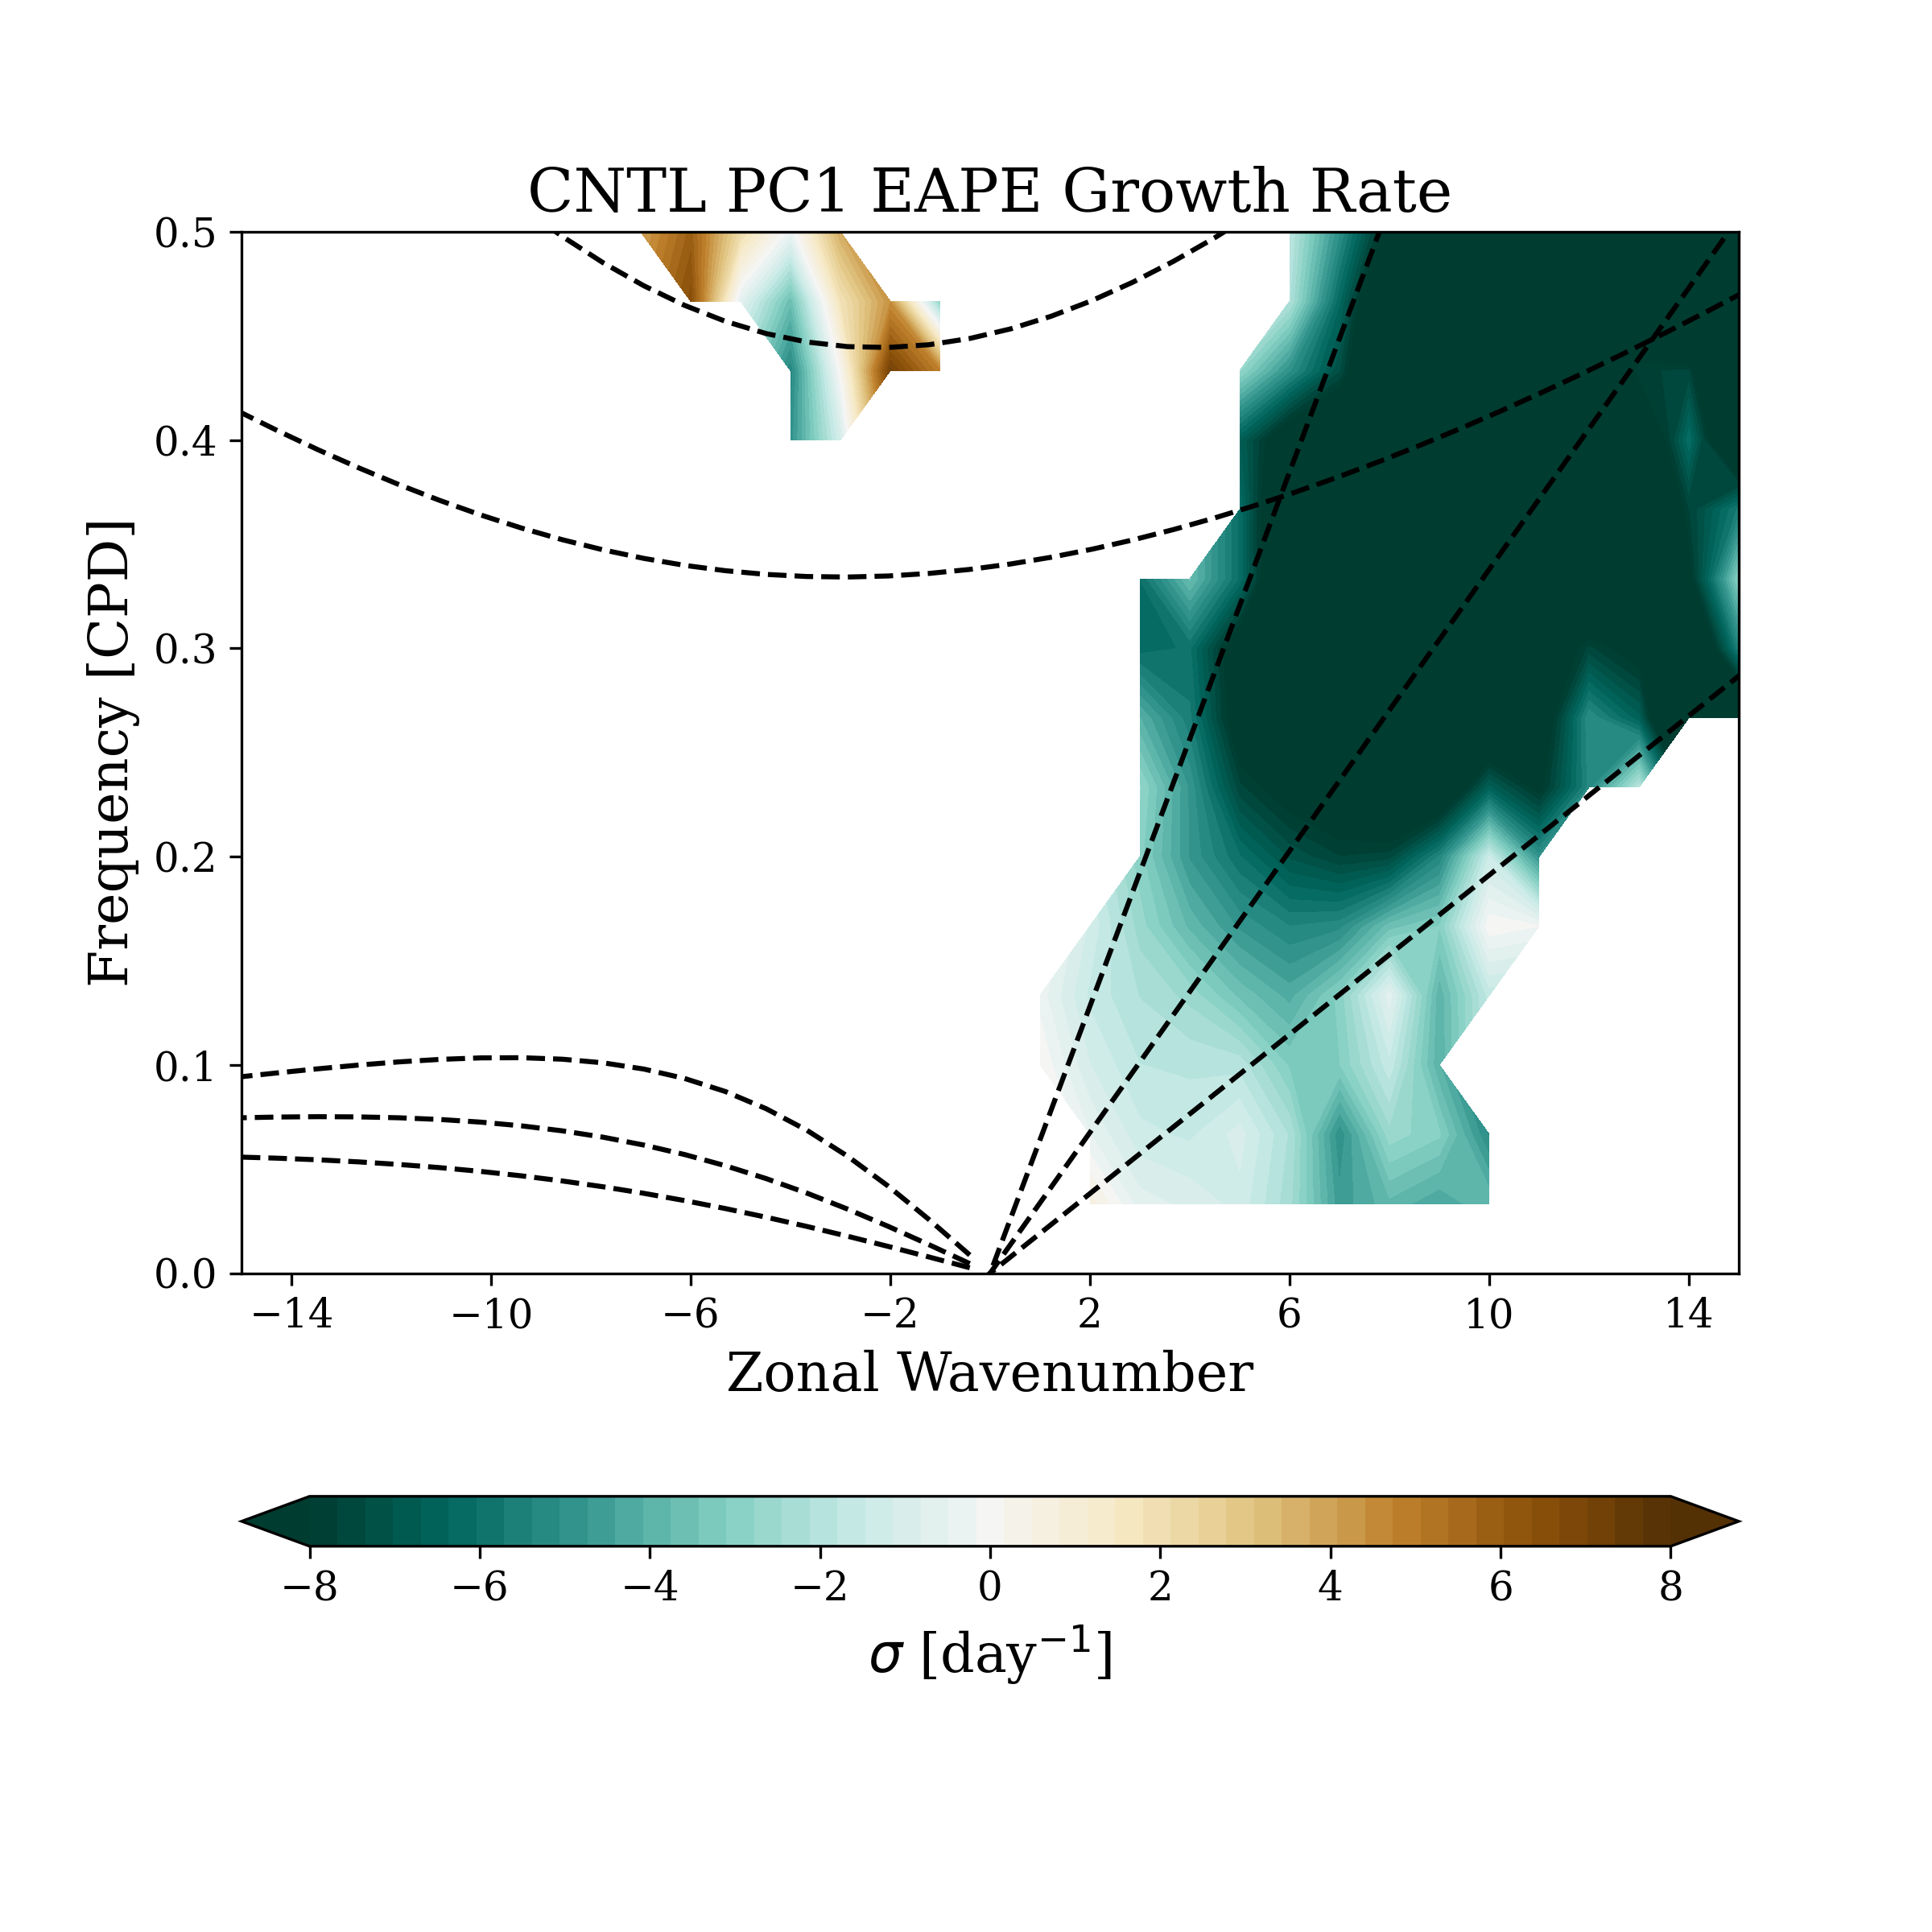 CNTL PC1 EAPE Growth Rate
0.5
0.4
0.3
0.2
0.1
0.0
Frequency [CPD]
−14 −10 −6 −2 2 6 10 14
Zonal Wavenumber
−8 −6 −4 −2 0 2 4 6 8
σ [day⁻¹]